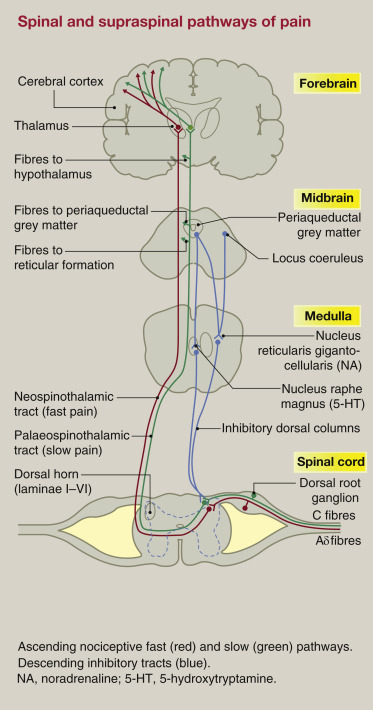 Spinal and supraspinal pathways of pain
Cerebral cortex
Forebrain
Thalamus
Fibres to
hypothalamus
Midbrain
Fibres to periaqueductal
grey matter
Periaqueductal
grey matter
Fibres to
reticular formation
Locus coeruleus
Medulla
Nucleus
reticularis giganto-
cellularis (NA)
Nucleus raphe
magnus (5-HT)
Neospinothalamic
tract (fast pain)
Palaeospinothalamic
tract (slow pain)
Inhibitory dorsal columns
Spinal cord
Dorsal horn
(laminae I–VI)
Dorsal root
ganglion
C fibres
Aδ fibres
Ascending nociceptive fast (red) and slow (green) pathways.
Descending inhibitory tracts (blue).
NA, noradrenaline; 5-HT, 5-hydroxytryptamine.